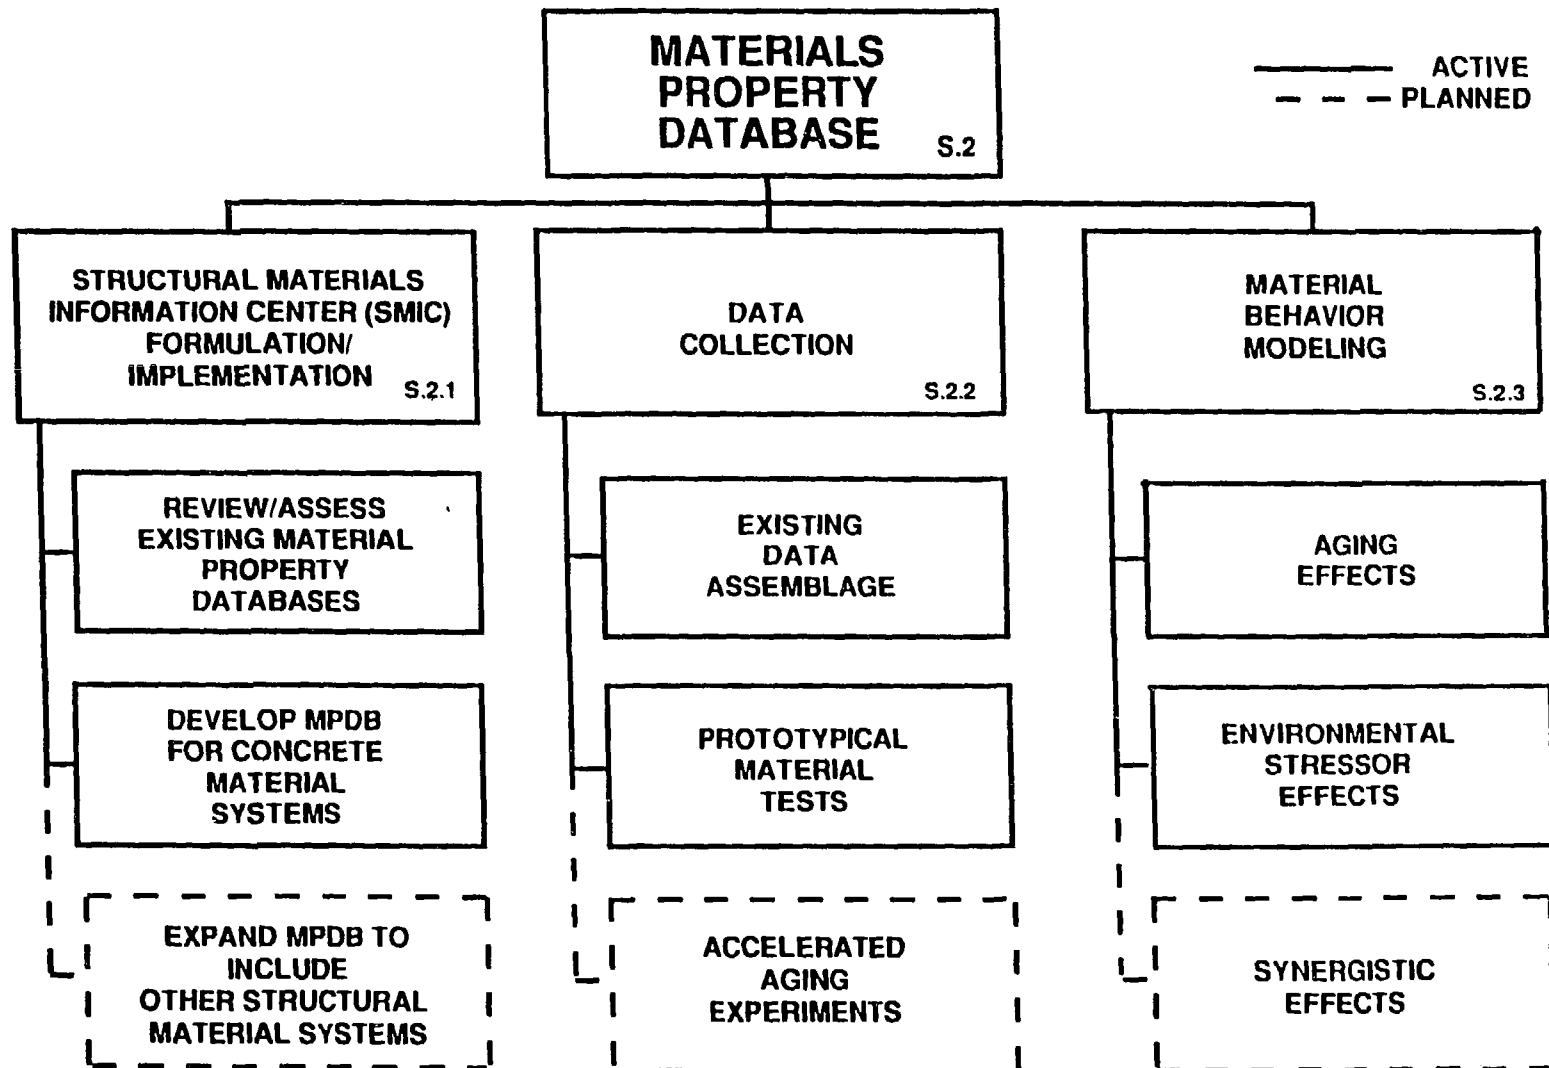 MATERIALS
PROPERTY
DATABASE
S.2
ACTIVE
PLANNED
STRUCTURAL MATERIALS
INFORMATION CENTER (SMIC)
FORMULATION/
IMPLEMENTATION
S.2.1
DATA
COLLECTION
S.2.2
MATERIAL
BEHAVIOR
MODELING
S.2.3
REVIEW/ASSESS
EXISTING MATERIAL
PROPERTY
DATABASES
EXISTING
DATA
ASSEMBLAGE
AGING
EFFECTS
DEVELOP MPDB
FOR CONCRETE
MATERIAL
SYSTEMS
PROTOTYPICAL
MATERIAL
TESTS
ENVIRONMENTAL
STRESSOR
EFFECTS
EXPAND MPDB TO
INCLUDE
OTHER STRUCTURAL
MATERIAL SYSTEMS
ACCELERATED
AGING
EXPERIMENTS
SYNERGISTIC
EFFECTS